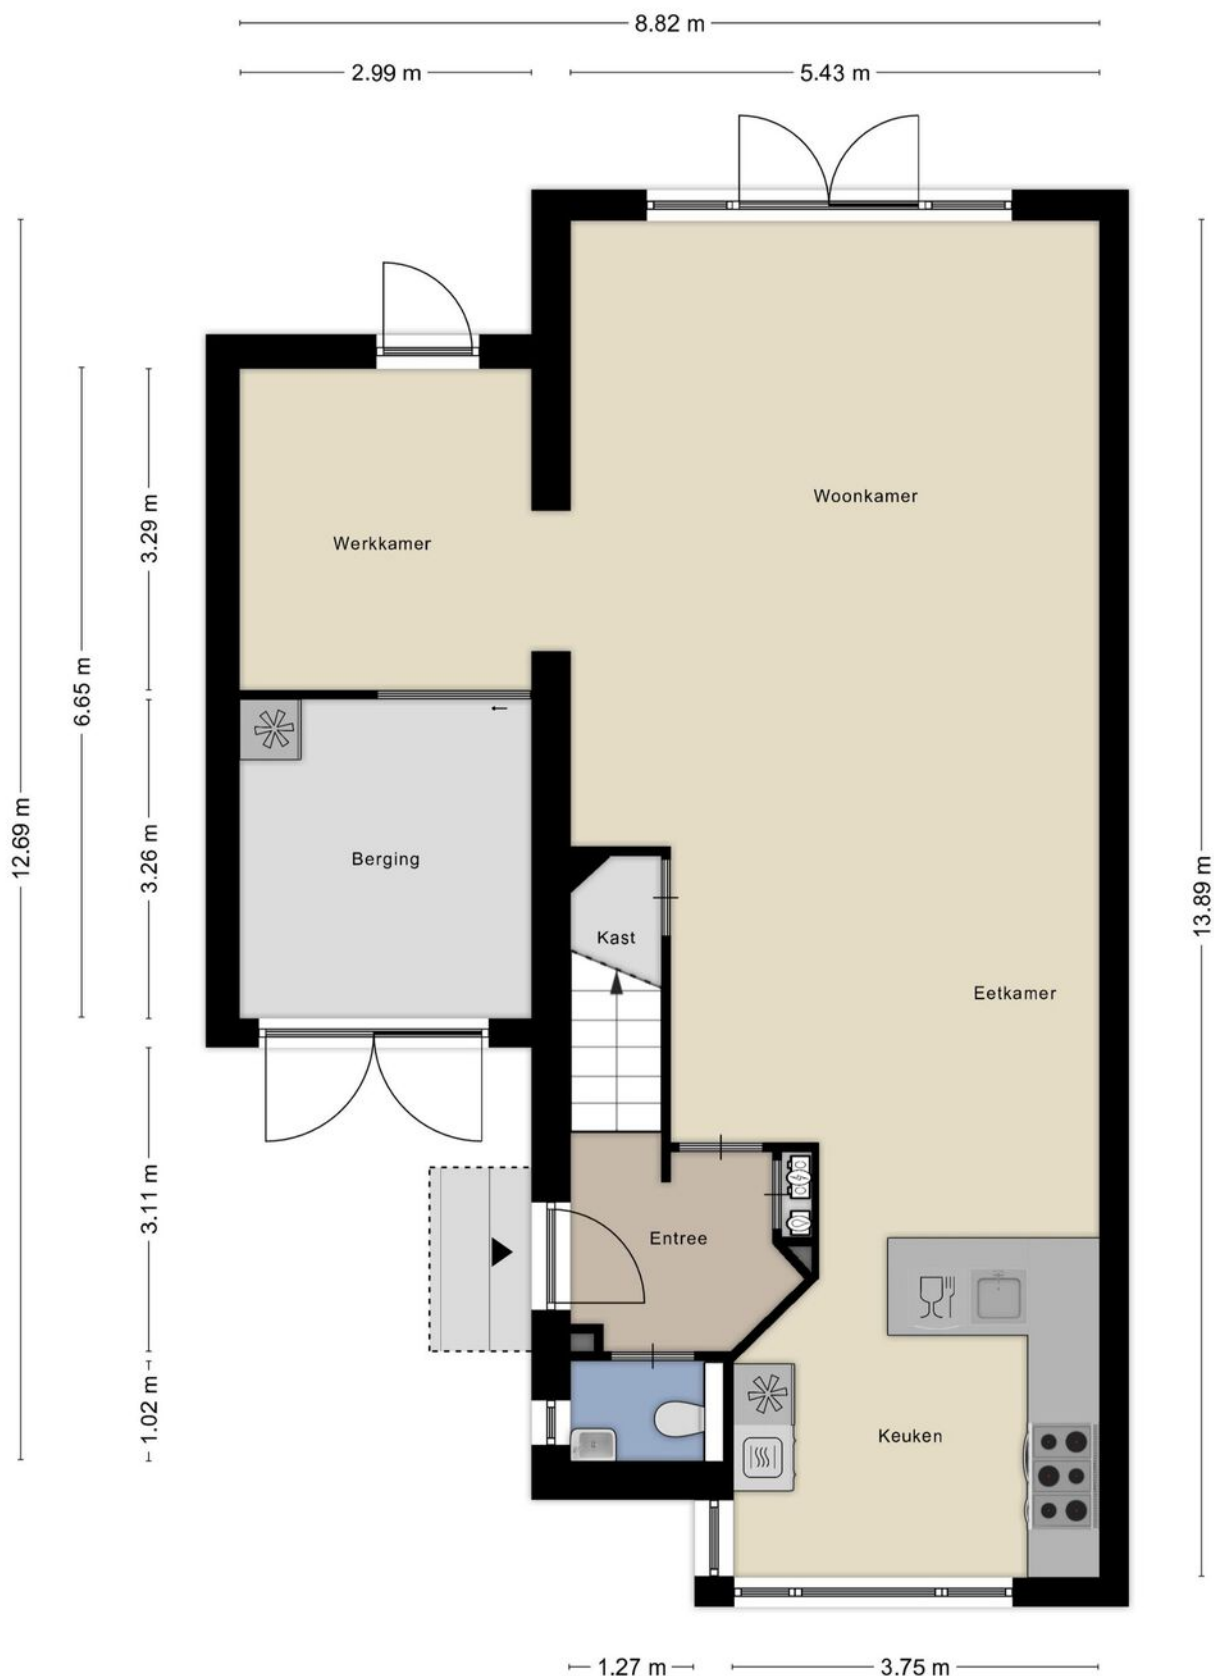 8.82 m
2.99 m
5.43 m
12.69 m
6.65 m
3.29 m
3.26 m
3.11 m
1.02 m
13.89 m
Woonkamer
Werkkamer
Berging
Kast
Eetkamer
Entree
Keuken
1.27 m
3.75 m